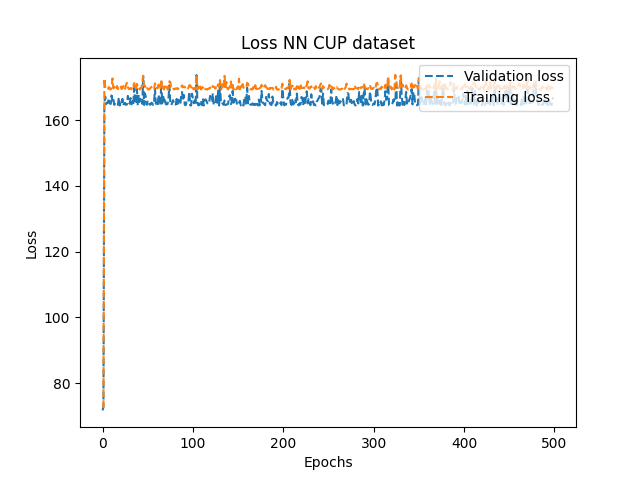 Loss NN CUP dataset
Validation loss
Training loss
160
140
120
100
80
Loss
0 100 200 300 400 500
Epochs